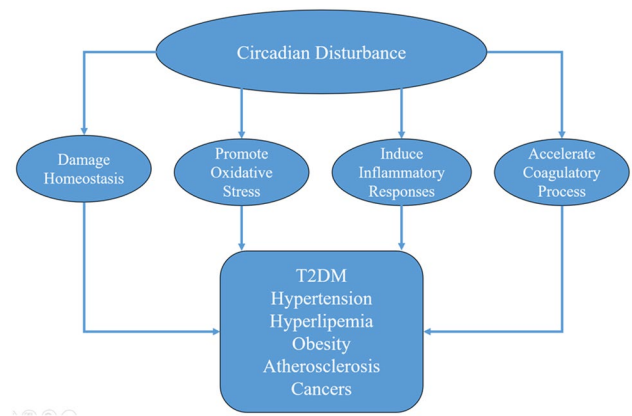 Circadian Disturbance
Damage
Homeostasis
Promote
Oxidative
Stress
Induce
Inflammatory
Responses
Accelerate
Coagulatory
Process
T2DM
Hypertension
Hyperlipemia
Obesity
Atherosclerosis
Cancers